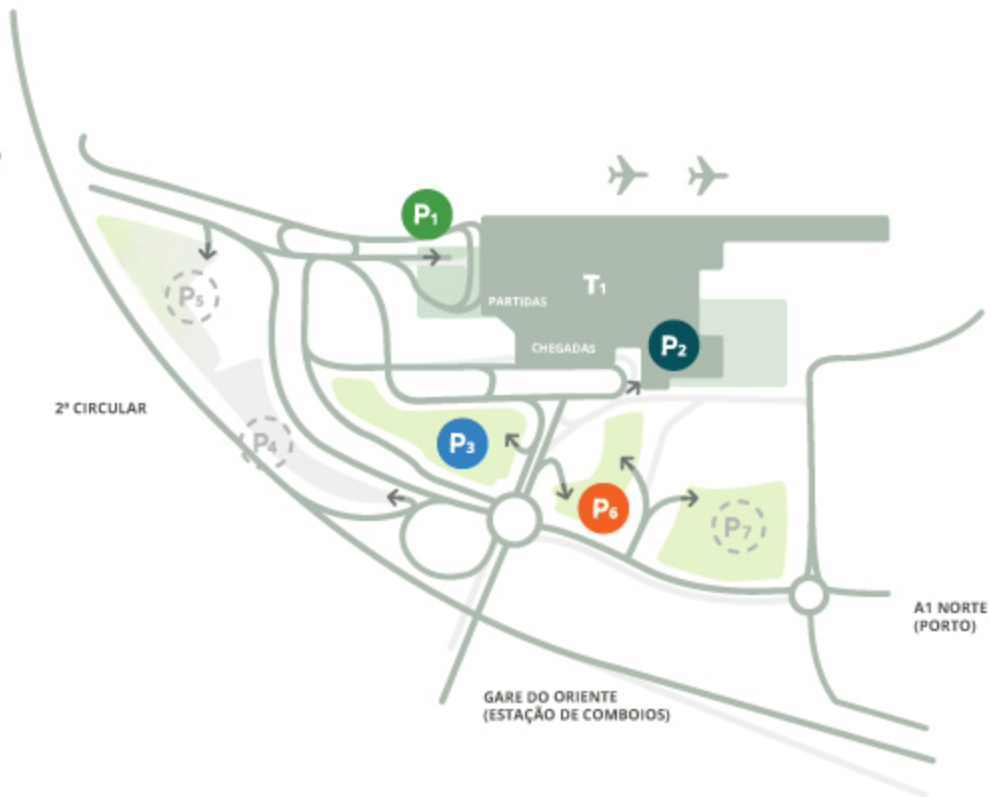 P1
T1
PARTIDAS
P5
CHEGADAS
P2
2ª CIRCULAR
P4
P3
P6
P7
A1 NORTE
(PORTO)
GARE DO ORIENTE
(ESTAÇÃO DE COMBOIOS)